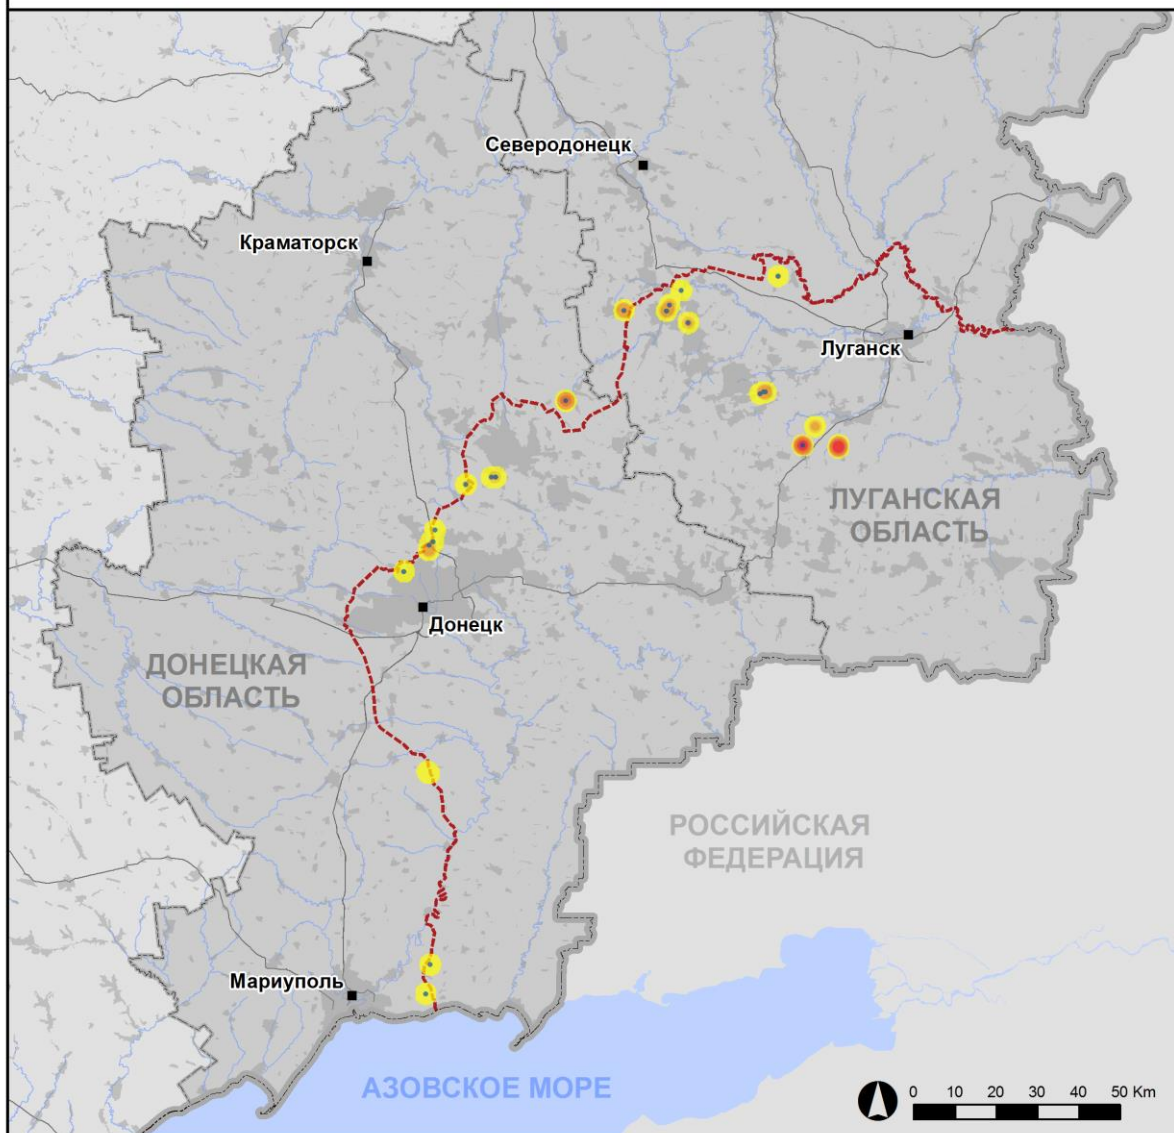 Северодонецк
Краматорск
Луганск
ЛУГАНСКАЯ
ОБЛАСТЬ
Донецк
ДОНЕЦКАЯ
ОБЛАСТЬ
РОССИЙСКАЯ
ФЕДЕРАЦИЯ
Мариуполь
АЗОВСКОЕ МОРЕ
0 10 20 30 40 50 Km